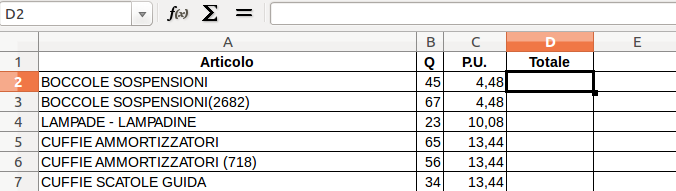 D2 f(x) Σ =
A B C D E
1 Articolo Q P.U. Totale
2 BOCCOLE SOSPENSIONI 45 4,48
3 BOCCOLE SOSPENSIONI(2682) 67 4,48
4 LAMPADE - LAMPADINE 23 10,08
5 CUFFIE AMMORTIZZATORI 65 13,44
6 CUFFIE AMMORTIZZATORI (718) 56 13,44
7 CUFFIE SCATOLE GUIDA 34 13,44